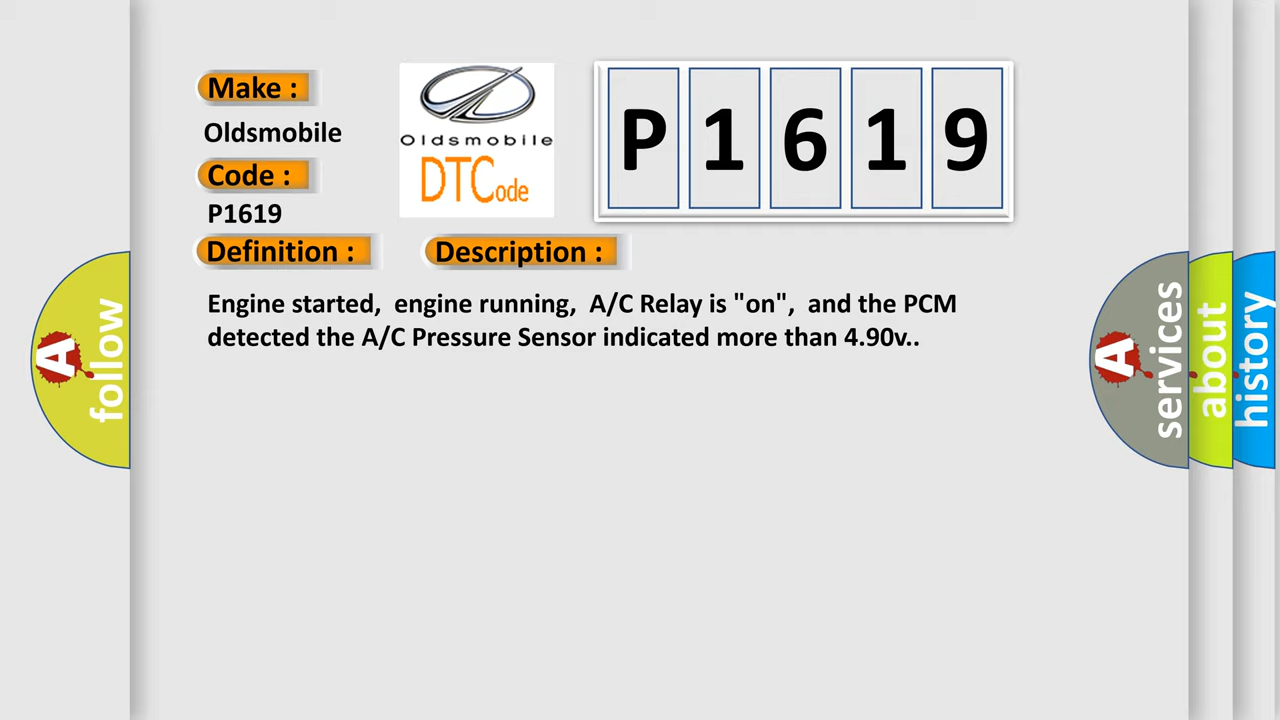 Make :
Oldsmobile
Code :
P1619
Oldsmobile
DTCode
P1619
Definition :
Description :
Engine started, engine running, A/C Relay is "on", and the PCM
detected the A/C Pressure Sensor indicated more than 4.90v..
A follow
A services
about
history